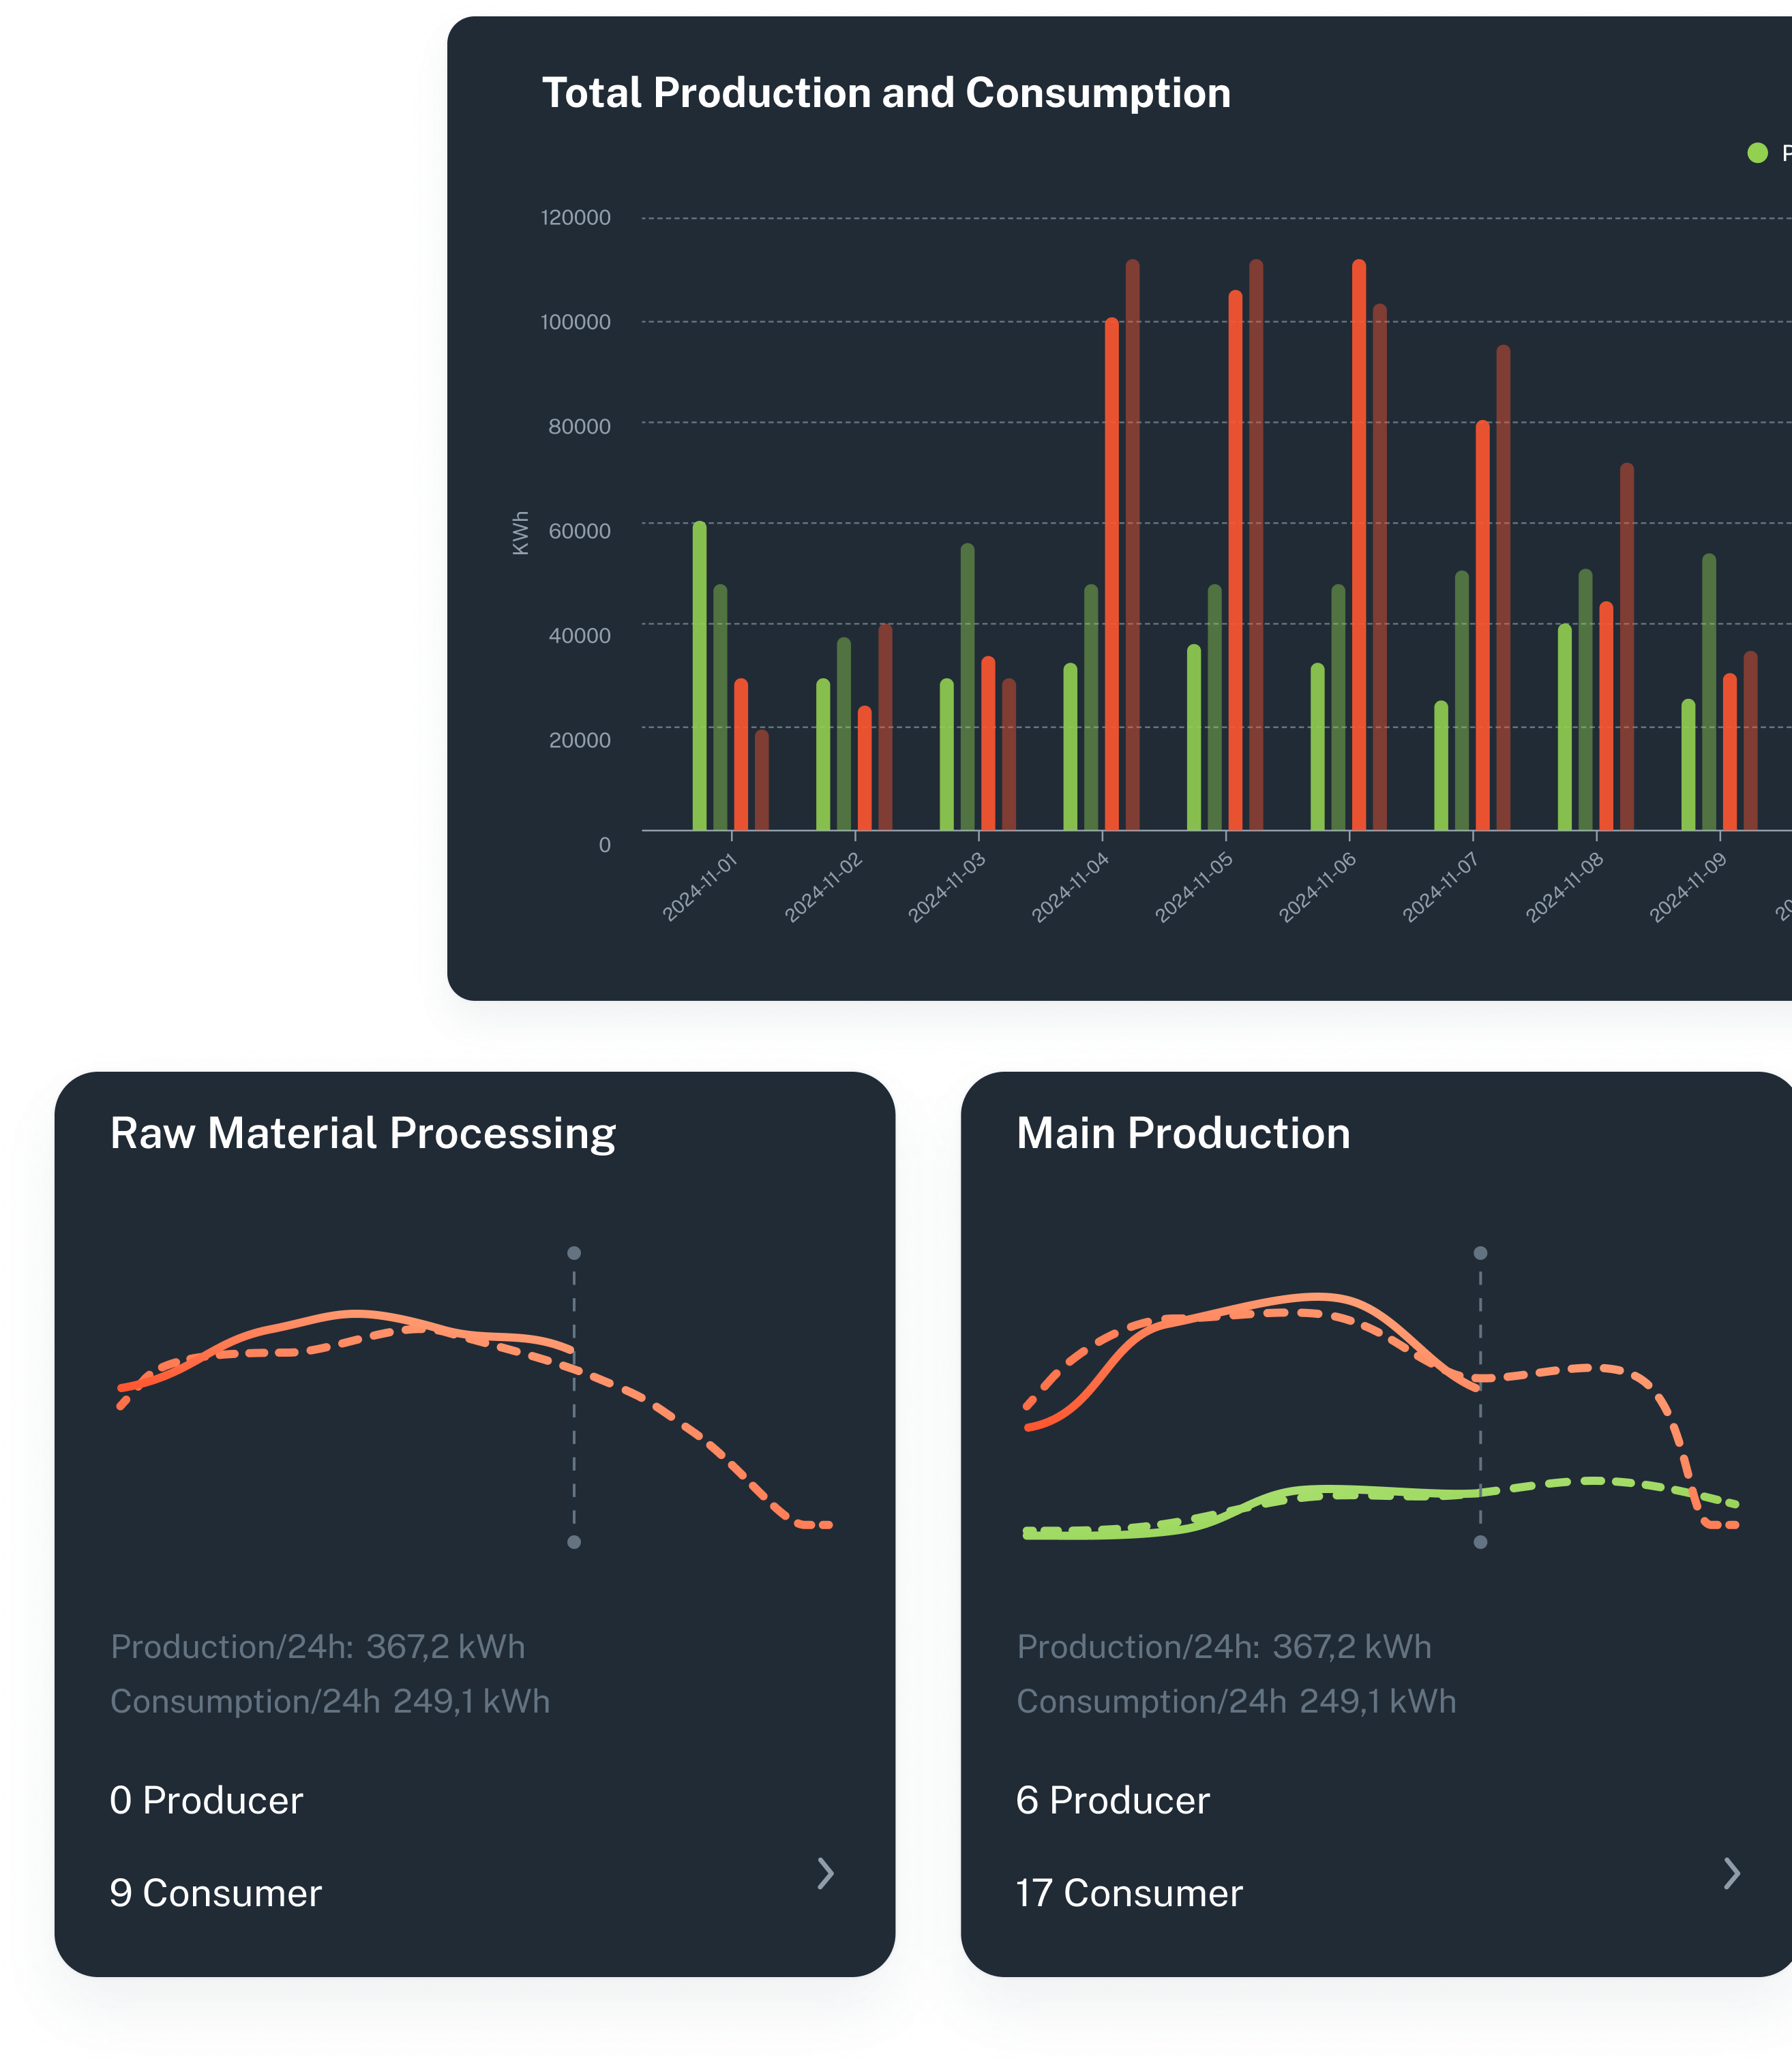 Total Production and Consumption
P
120000
100000
80000
KWh
60000
40000
20000
0
2024-11-01
2024-11-02
2024-11-03
2024-11-04
2024-11-05
2024-11-06
2024-11-07
2024-11-08
2024-11-09
20
Raw Material Processing
Production/24h: 367,2 kWh
Consumption/24h 249,1 kWh
0 Producer
9 Consumer
Main Production
Production/24h: 367,2 kWh
Consumption/24h 249,1 kWh
6 Producer
17 Consumer